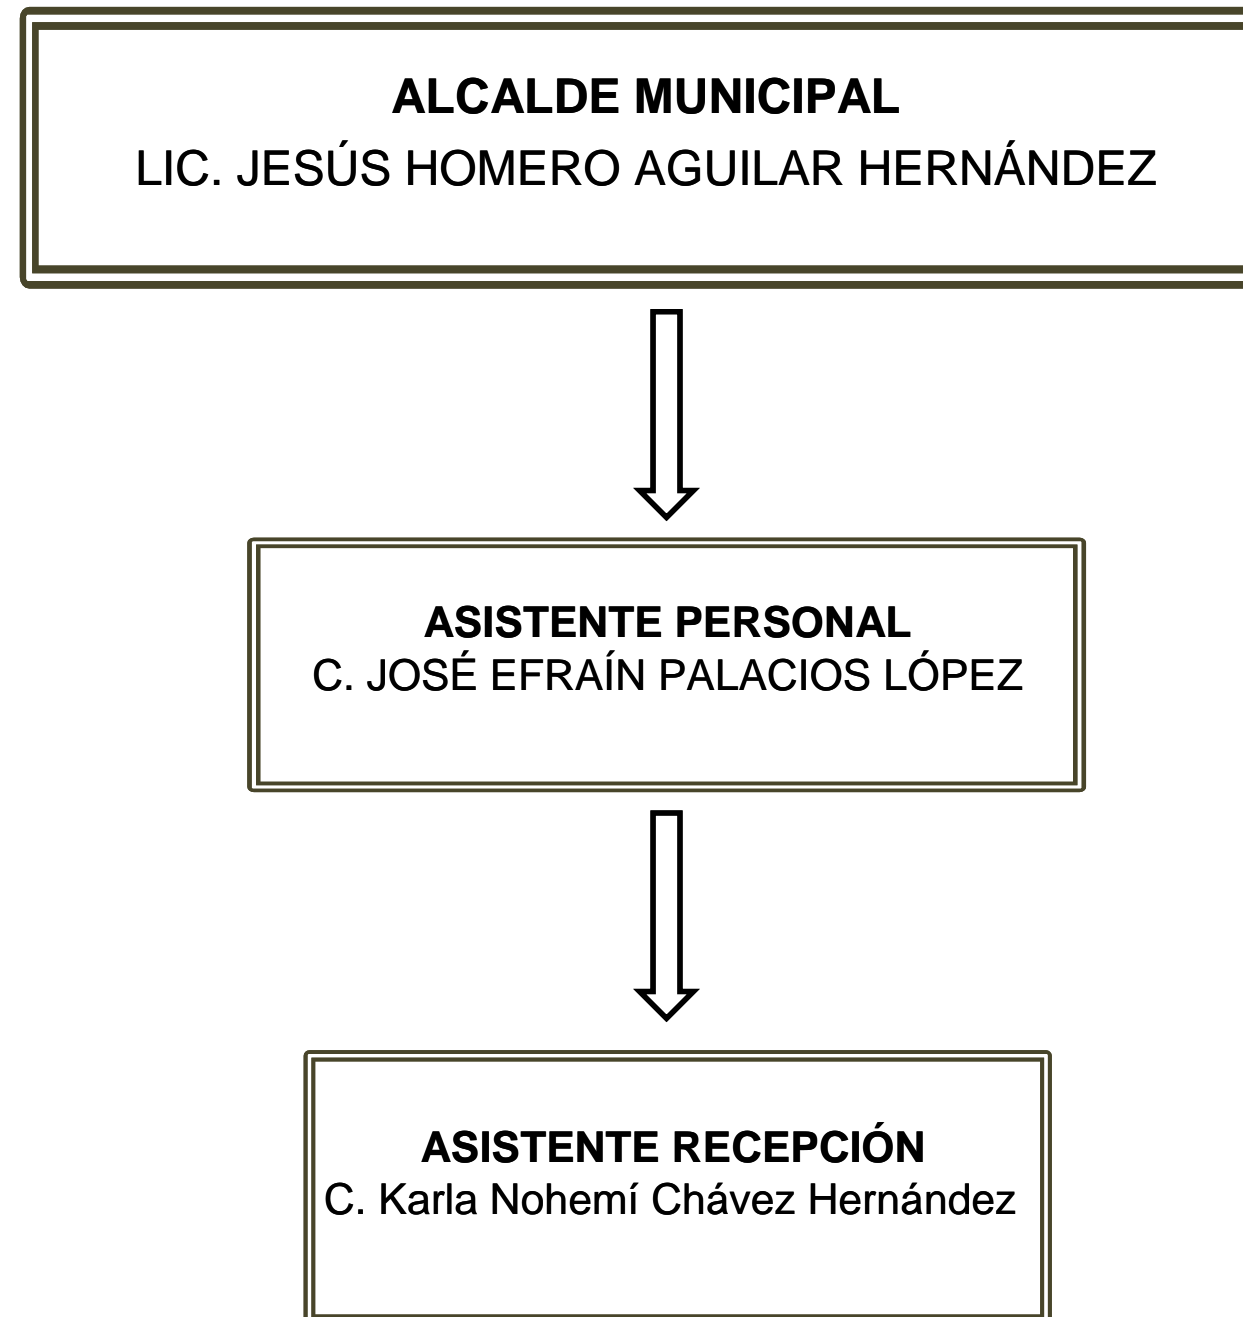 ALCALDE MUNICIPAL
LIC. JESÚS HOMERO AGUILAR HERNÁNDEZ
ASISTENTE PERSONAL
C. JOSÉ EFRAÍN PALACIOS LÓPEZ
ASISTENTE RECEPCIÓN
C. Karla Nohemí Chávez Hernández